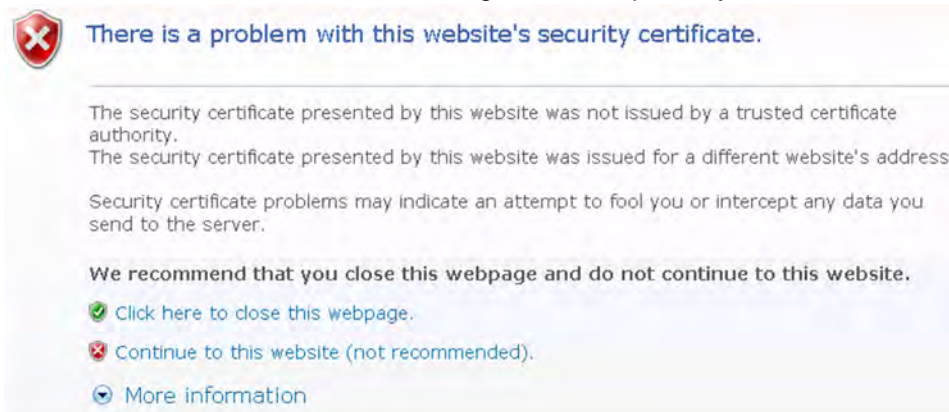 There is a problem with this website's security certificate.
The security certificate presented by this website was not issued by a trusted certificate
authority.
The security certificate presented by this website was issued for a different website's address
Security certificate problems may indicate an attempt to fool you or intercept any data you
send to the server.
We recommend that you close this webpage and do not continue to this website.
Click here to close this webpage.
Continue to this website (not recommended).
More information